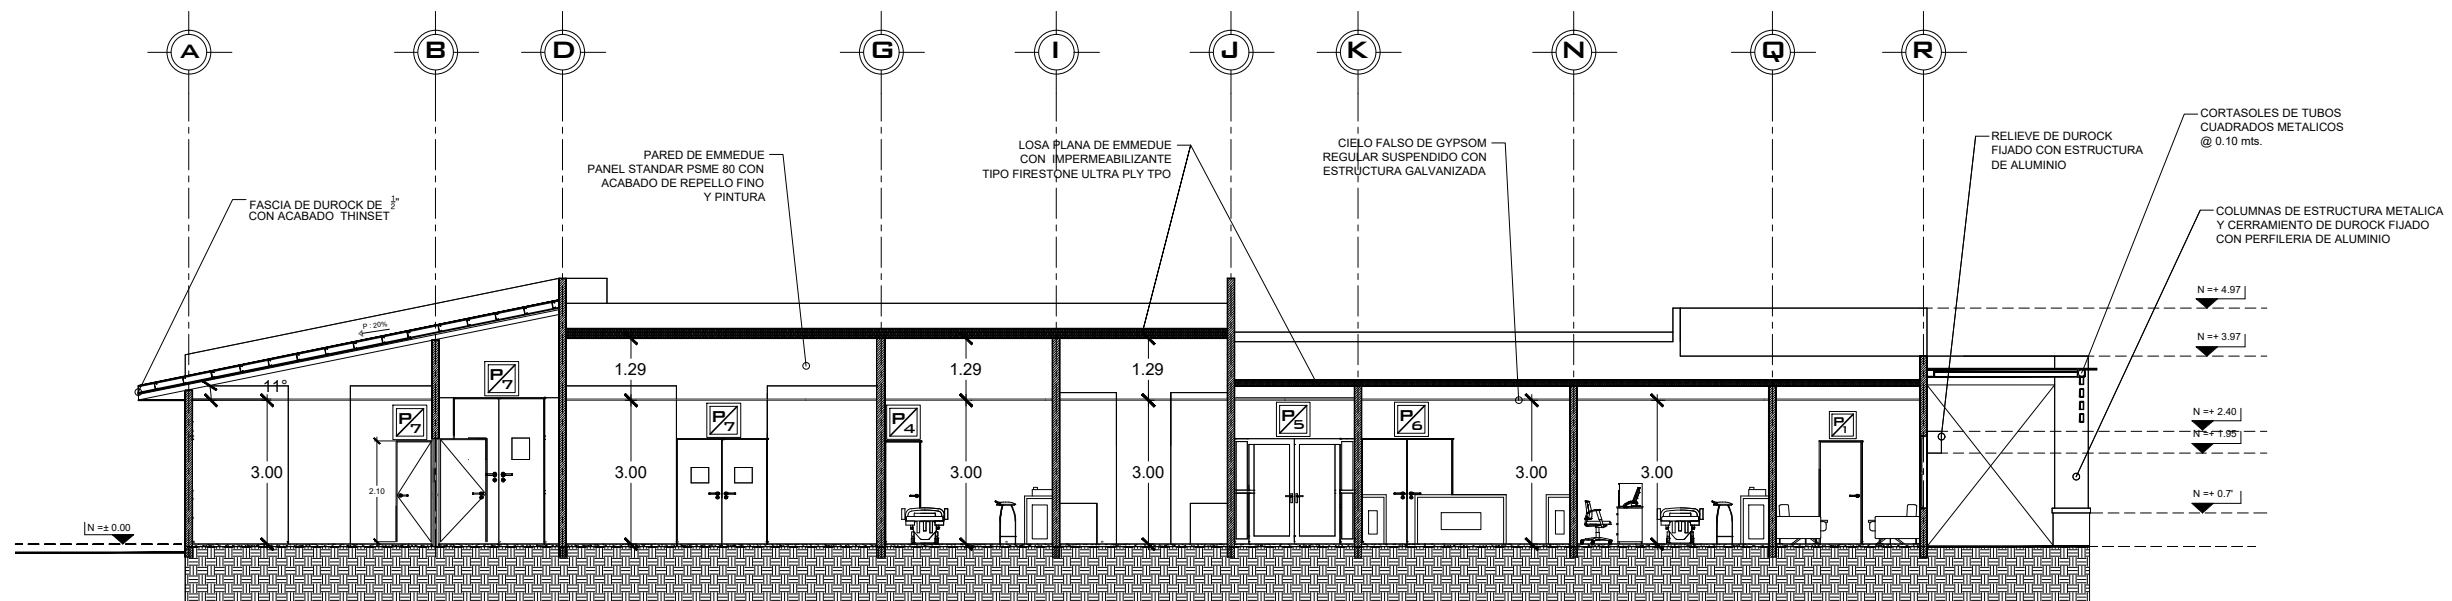 A B D G I J K N Q R
CORTASOLES DE TUBOS
CUADRADOS METALICOS
@ 0.10 mts.
RELIEVE DE DUROCK
FIJADO CON ESTRUCTURA
DE ALUMINIO
CIELO FALSO DE GYPSOM
REGULAR SUSPENDIDO CON
ESTRUCTURA GALVANIZADA
LOSA PLANA DE EMMEDUE
CON IMPERMEABILIZANTE
TIPO FIRESTONE ULTRA PLY TPO
PARED DE EMMEDUE
PANEL STANDAR PSME 80 CON
ACABADO DE REPELLO FINO
Y PINTURA
FASCIA DE DUROCK DE 1/2"
CON ACABADO THINSET
COLUMNAS DE ESTRUCTURA METALICA
Y CERRAMIENTO DE DUROCK FIJADO
CON PERFILERIA DE ALUMINIO
N =+ 4.97
P : 20%
N =+ 3.97
1.29 1.29 1.29
11°
P/7
P/7 P/7 P/4 P/5 P/6 P/1
N =+ 2.40
N =+ 1.95
3.00 3.00 3.00 3.00 3.00 3.00
2.10
N =+ 0.7'
N =± 0.00